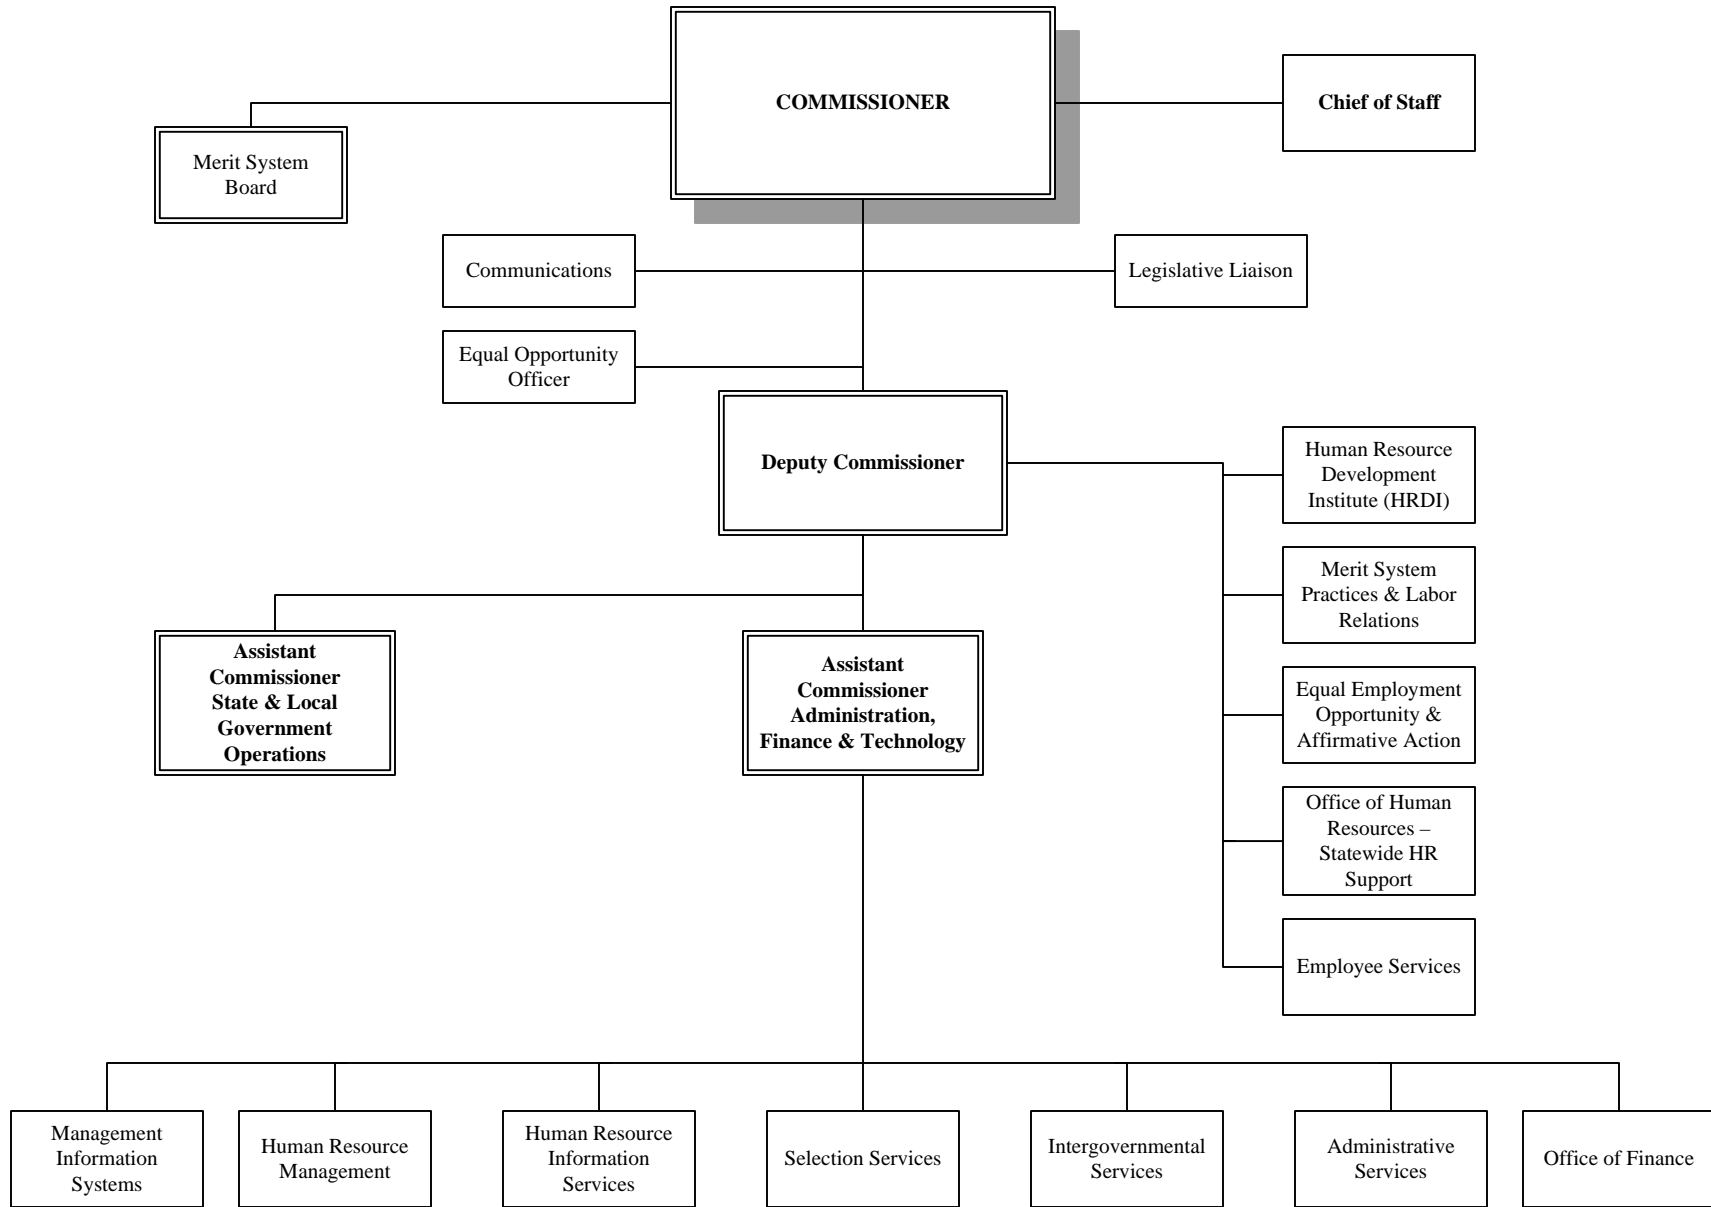 COMMISSIONER
Chief of Staff
Merit System
Board
Communications
Legislative Liaison
Equal Opportunity
Officer
Deputy Commissioner
Human Resource
Development
Institute (HRDI)
Merit System
Practices & Labor
Relations
Equal Employment
Opportunity &
Affirmative Action
Office of Human
Resources –
Statewide HR
Support
Employee Services
Assistant
Commissioner
State & Local
Government
Operations
Assistant
Commissioner
Administration,
Finance & Technology
Management
Information
Systems
Human Resource
Management
Human Resource
Information
Services
Selection Services
Intergovernmental
Services
Administrative
Services
Office of Finance